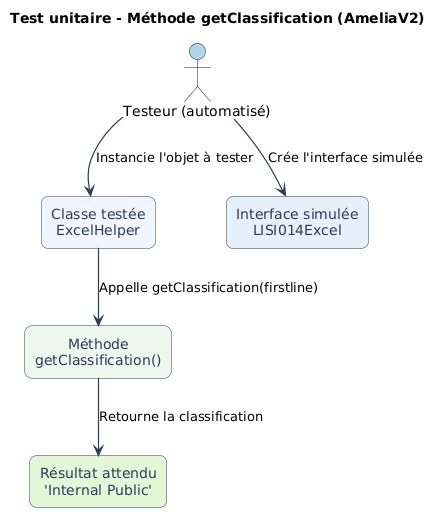 Test unitaire - Méthode getClassification (AmeliaV2)
Testeur (automatisé)
Instancie l'objet à tester
Crée l'interface simulée
Classe testée
ExcelHelper
Interface simulée
LISI014Excel
Appelle getClassification(firstline)
Méthode
getClassification()
Retourne la classification
Résultat attendu
'Internal Public'